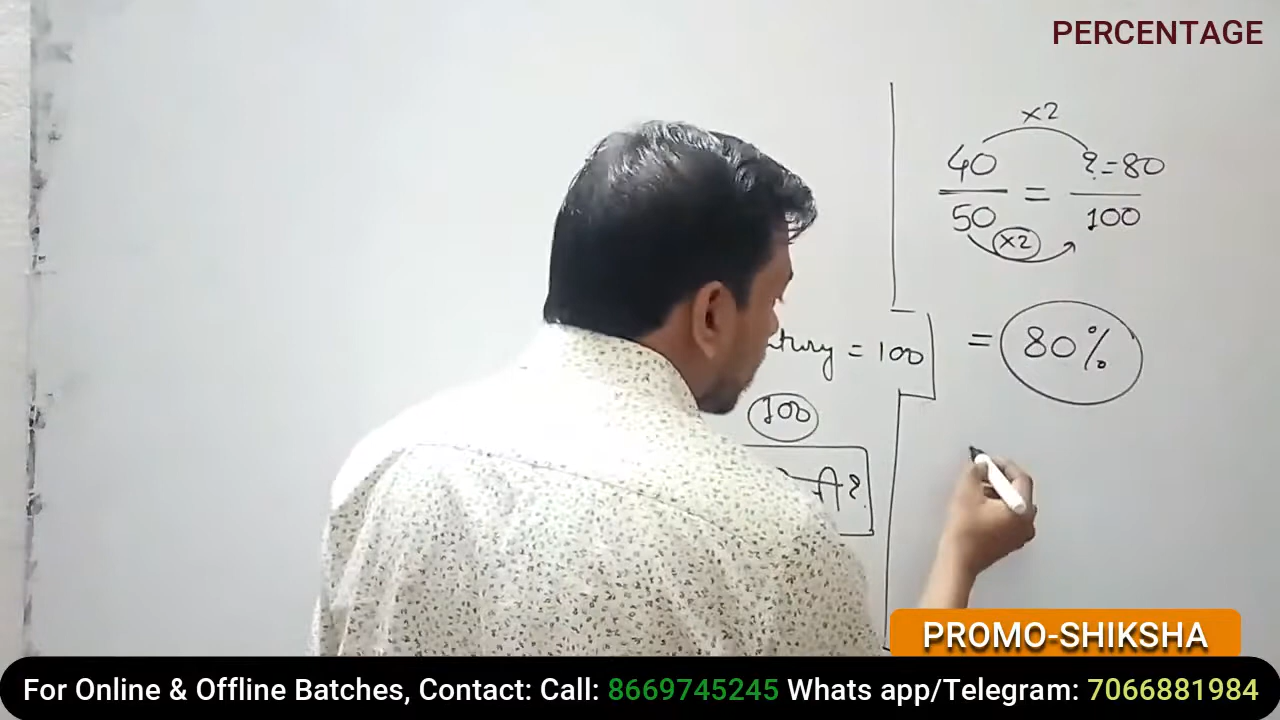 PERCENTAGE
×2
40 = ?=80
50 100
×2
= 100
= 80%
100
?
PROMO-SHIKSHA
For Online & Offline Batches, Contact: Call: 8669745245 Whats app/Telegram: 7066881984